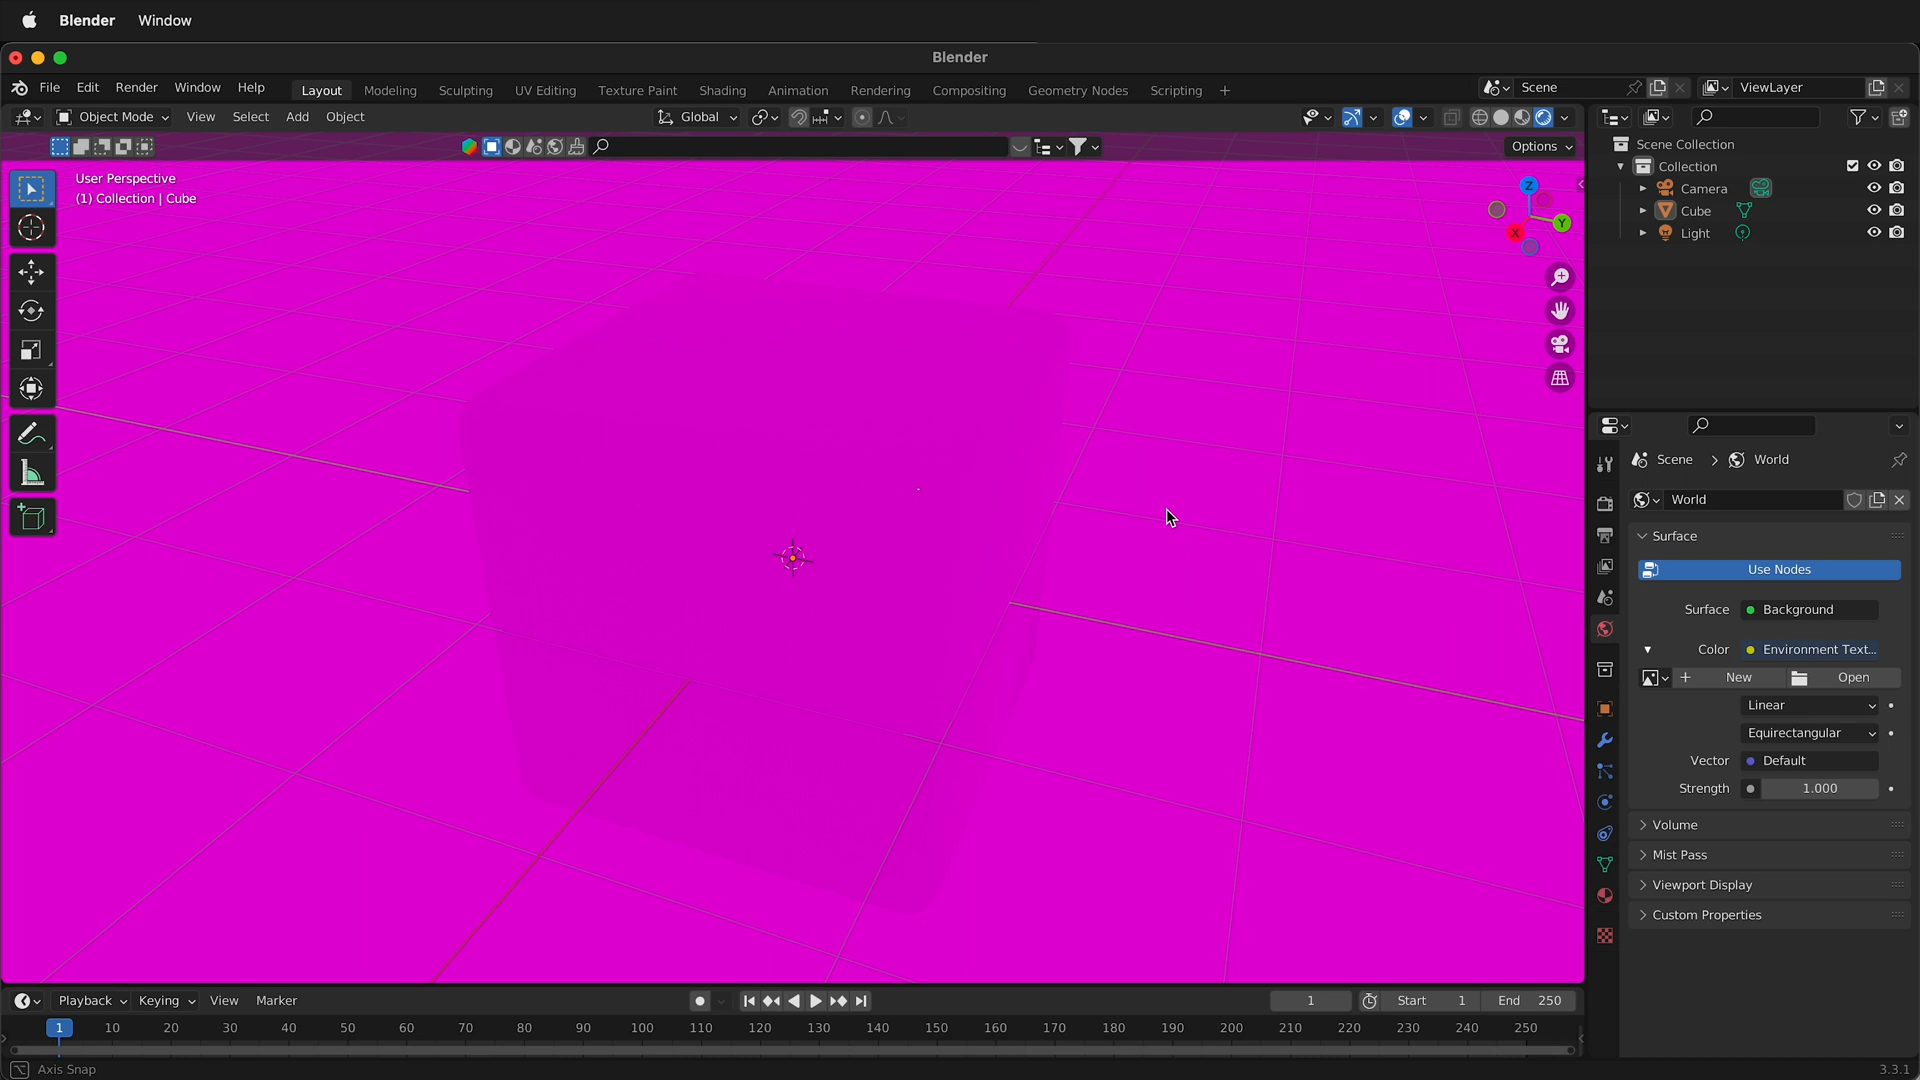 Blender Window
Blender
File Edit Render Window Help Layout Modeling Sculpting UV Editing Texture Paint Shading Animation Rendering Compositing Geometry Nodes Scripting + Scene ViewLayer
Object Mode View Select Add Object Global
Options
User Perspective
(1) Collection | Cube
Z
Y
X
Scene Collection
Collection
Camera
Cube
Light
Scene > World
World
Surface
Use Nodes
Surface Background
Color Environment Text...
+ New Open
Linear
Equirectangular
Vector Default
Strength 1.000
Volume
Mist Pass
Viewport Display
Custom Properties
Playback Keying View Marker 1 Start 1 End 250
1 10 20 30 40 50 60 70 80 90 100 110 120 130 140 150 160 170 180 190 200 210 220 230 240 250
Axis Snap 3.3.1